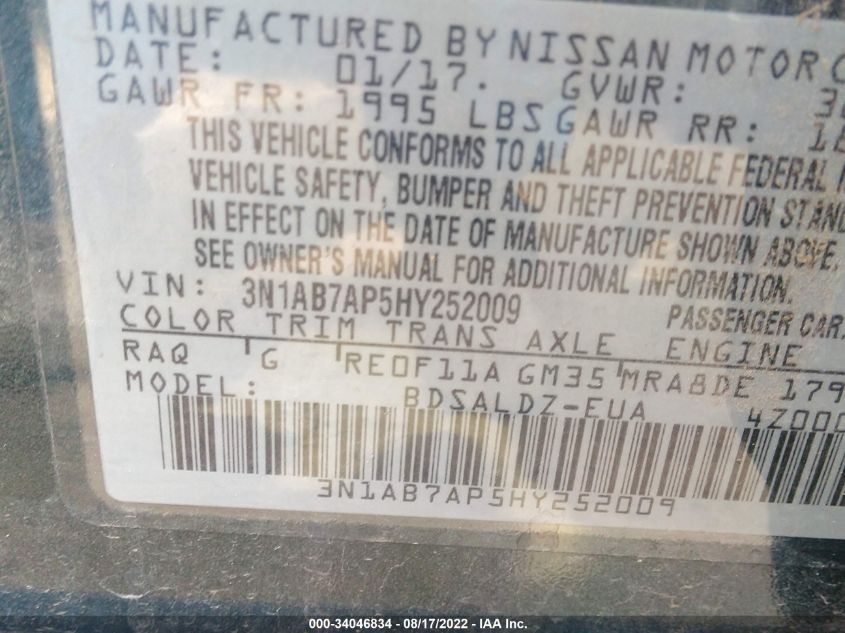 MANUFACTURED BY NISSAN MOTOR
DATE: 01/17. GVWR:
GAWR FR: 1995 LBS GAWR RR:
THIS VEHICLE CONFORMS TO ALL APPLICABLE FEDERAL
VEHICLE SAFETY, BUMPER AND THEFT PREVENTION
IN EFFECT ON THE DATE OF MANUFACTURE SHOWN ABOVE.
SEE OWNER'S MANUAL FOR ADDITIONAL INFORMATION.
VIN: 3N1AB7AP5HY252009 PASSENGER CAR.
COLOR TRIM TRANS AXLE ENGINE
RAQ G RE0F11A GM35 MRA8DE 179
MODEL: BDSALDZ-EUA
3N1AB7AP5HY252009
000-34046834 - 08/17/2022 - IAA Inc.